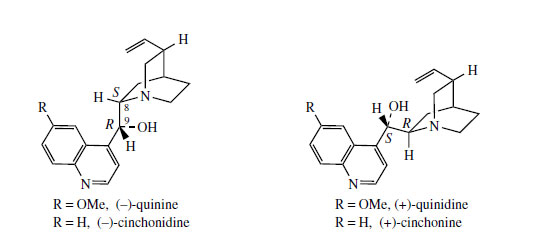 H
H
H S N
8
R
R 9 OH
H
N
R = OMe, (–)-quinine
R = H, (–)-cinchonidine
H
R
H OH
R N
S
H
N
R = OMe, (+)-quinidine
R = H, (+)-cinchonine